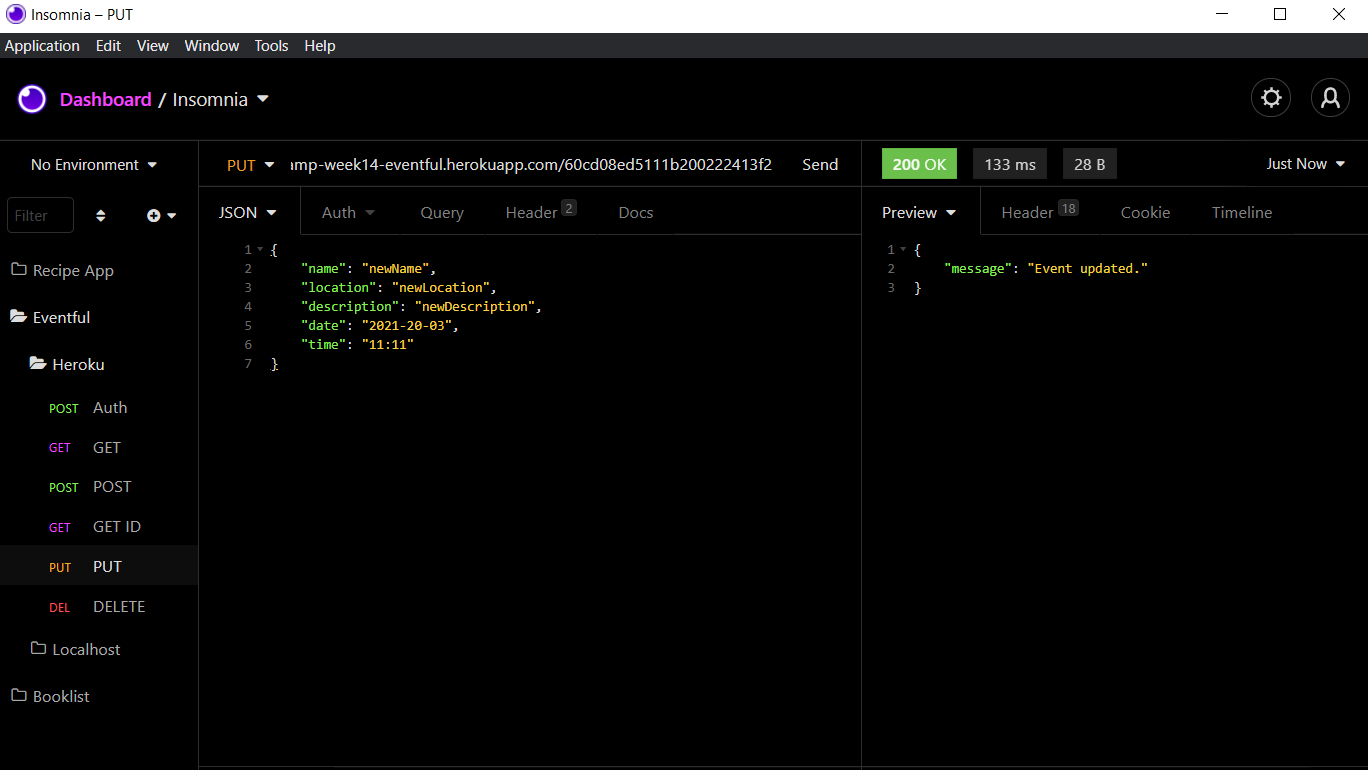 Insomnia – PUT
Application Edit View Window Tools Help
Dashboard / Insomnia
No Environment
PUT amp-week14-eventful.herokuapp.com/60cd08ed5111b200222413f2 Send
200 OK 133 ms 28 B Just Now
Filter
JSON Auth Query Header 2 Docs
Preview Header 18 Cookie Timeline
Recipe App
Eventful
Heroku
POST Auth
GET GET
POST POST
GET GET ID
PUT PUT
DEL DELETE
Localhost
Booklist
1 {
2 "name": "newName",
3 "location": "newLocation",
4 "description": "newDescription",
5 "date": "2021-20-03",
6 "time": "11:11"
7 }
1 {
2 "message": "Event updated."
3 }